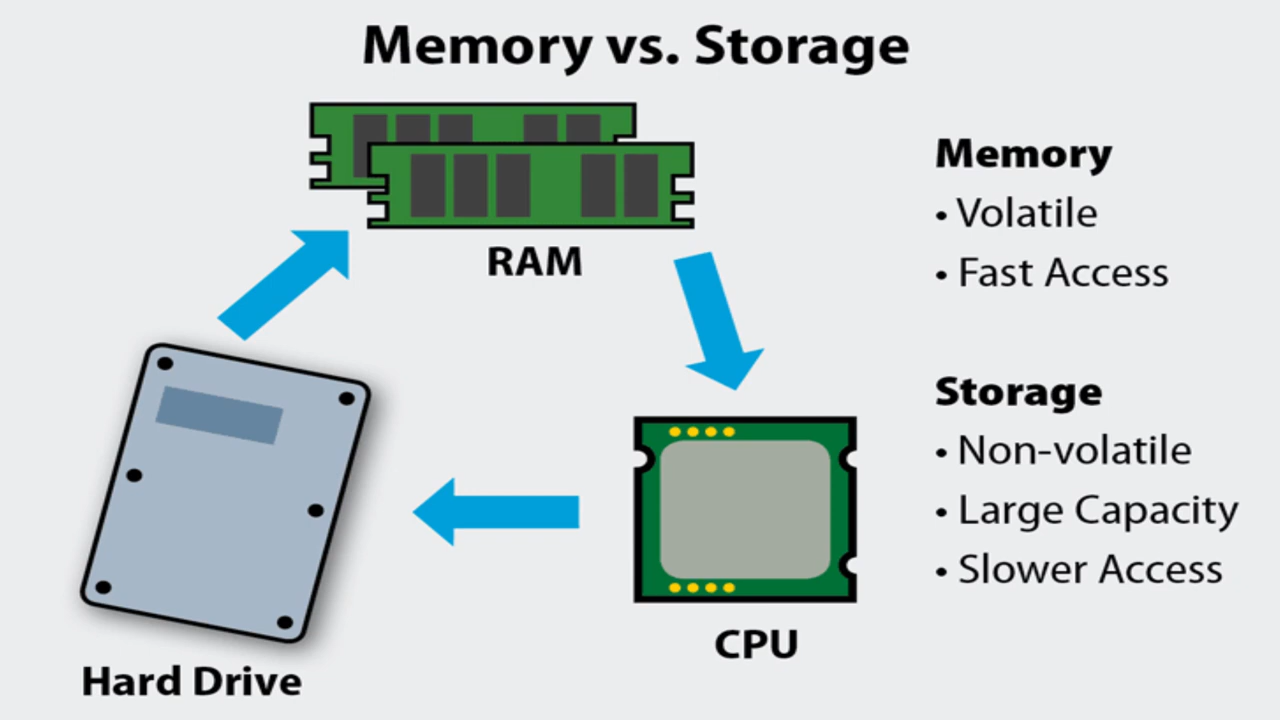 Memory vs. Storage
RAM
Memory
• Volatile
• Fast Access
Storage
• Non-volatile
• Large Capacity
• Slower Access
CPU
Hard Drive